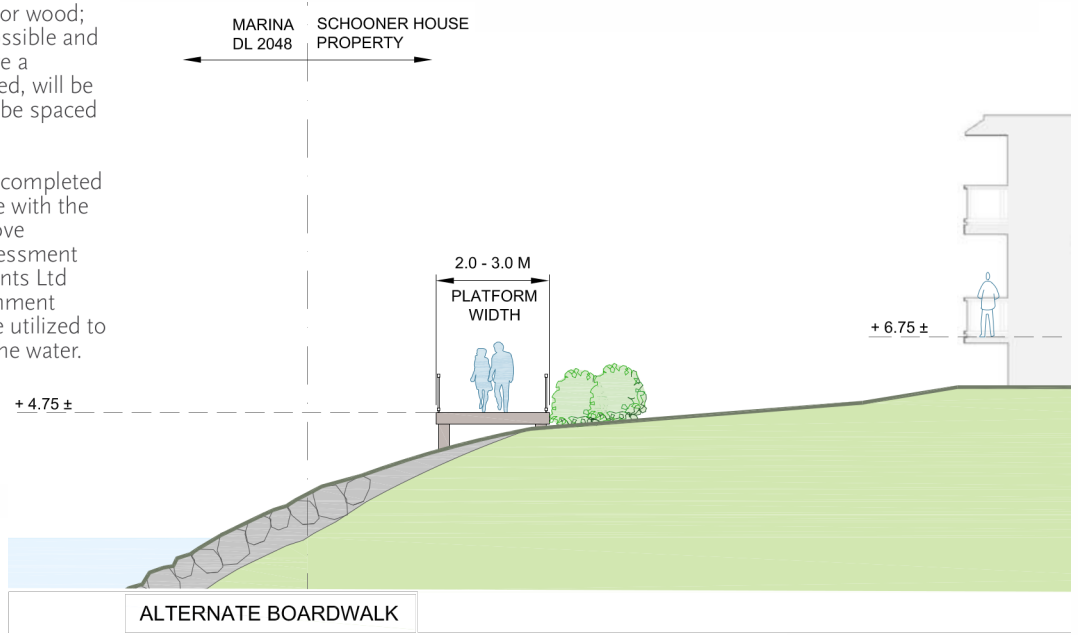 or wood;
ssible and
e a
ed, will be
be spaced
completed
e with the
ove
essment
nts Ltd
nment
e utilized to
he water.
MARINA
DL 2048
SCHOONER HOUSE
PROPERTY
2.0 - 3.0 M
PLATFORM
WIDTH
+ 6.75 ±
+ 4.75 ±
ALTERNATE BOARDWALK